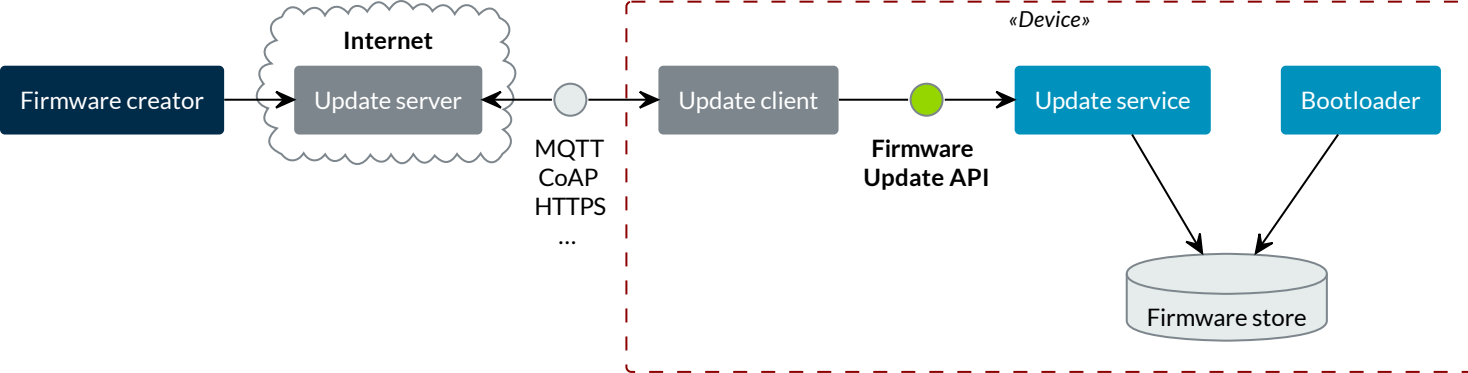 «Device»
Internet
Firmware creator
Update server
Update client
Update service
Bootloader
MQTT
CoAP
HTTPS
...
Firmware
Update API
Firmware store